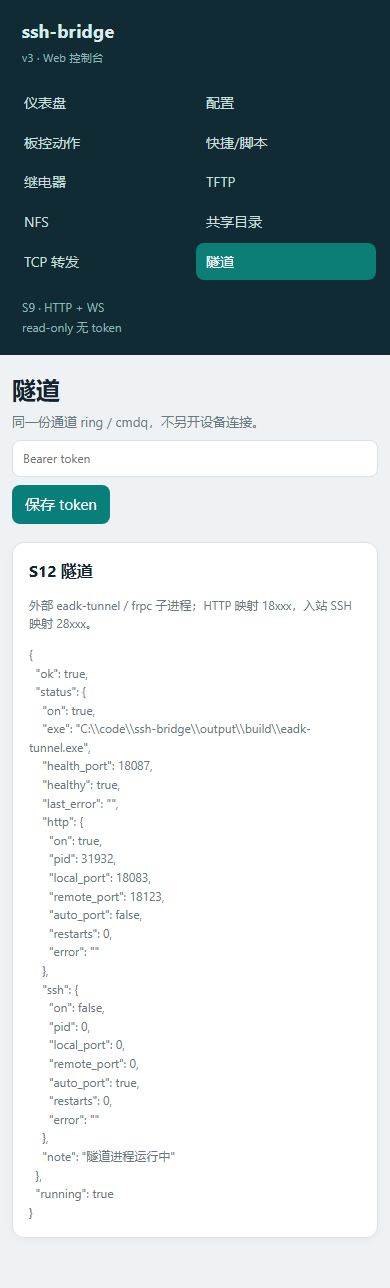 ssh-bridge
v3 · Web 控制台
仪表盘
配置
板控动作
快捷/脚本
继电器
TFTP
NFS
共享目录
TCP 转发
隧道
S9 · HTTP + WS
read-only 无 token
隧道
同一份通道 ring / cmdq，不另开设备连接。
Bearer token
保存 token
S12 隧道
外部 eadk-tunnel / frpc 子进程；HTTP 映射 18xxx，入站 SSH
映射 28xxx。
{
  "ok": true,
  "status": {
    "on": true,
    "exe": "C:\\code\\ssh-bridge\\output\\build\\eadk-
tunnel.exe",
    "health_port": 18087,
    "healthy": true,
    "last_error": "",
    "http": {
      "on": true,
      "pid": 31932,
      "local_port": 18083,
      "remote_port": 18123,
      "auto_port": false,
      "restarts": 0,
      "error": ""
    },
    "ssh": {
      "on": false,
      "pid": 0,
      "local_port": 0,
      "remote_port": 0,
      "auto_port": true,
      "restarts": 0,
      "error": ""
    },
    "note": "隧道进程运行中"
  },
  "running": true
}